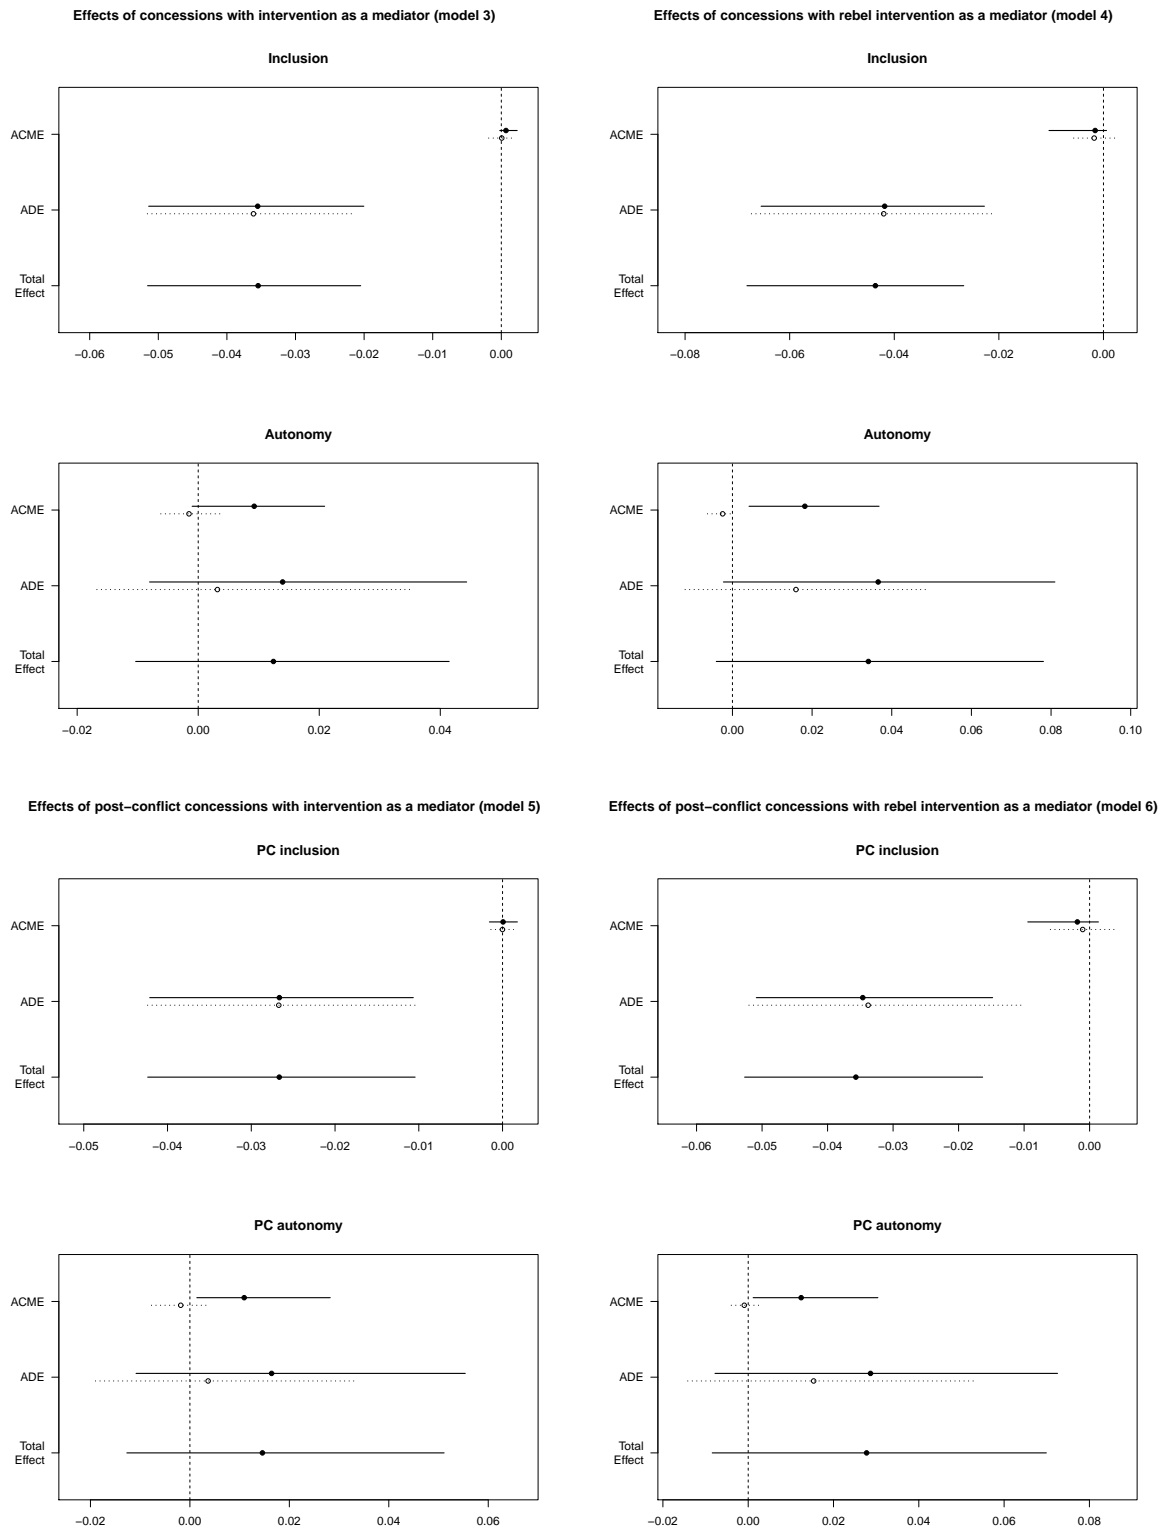 Effects of concessions with intervention as a mediator (model 3)
Inclusion
ACME
ADE
Total
Effect
−0.06 −0.05 −0.04 −0.03 −0.02 −0.01 0.00
Autonomy
ACME
ADE
Total
Effect
−0.02 0.00 0.02 0.04
Effects of concessions with rebel intervention as a mediator (model 4)
Inclusion
ACME
ADE
Total
Effect
−0.08 −0.06 −0.04 −0.02 0.00
Autonomy
ACME
ADE
Total
Effect
0.00 0.02 0.04 0.06 0.08 0.10
Effects of post−conflict concessions with intervention as a mediator (model 5)
PC inclusion
ACME
ADE
Total
Effect
−0.05 −0.04 −0.03 −0.02 −0.01 0.00
PC autonomy
ACME
ADE
Total
Effect
−0.02 0.00 0.02 0.04 0.06
Effects of post−conflict concessions with rebel intervention as a mediator (model 6)
PC inclusion
ACME
ADE
Total
Effect
−0.06 −0.05 −0.04 −0.03 −0.02 −0.01 0.00
PC autonomy
ACME
ADE
Total
Effect
−0.02 0.00 0.02 0.04 0.06 0.08